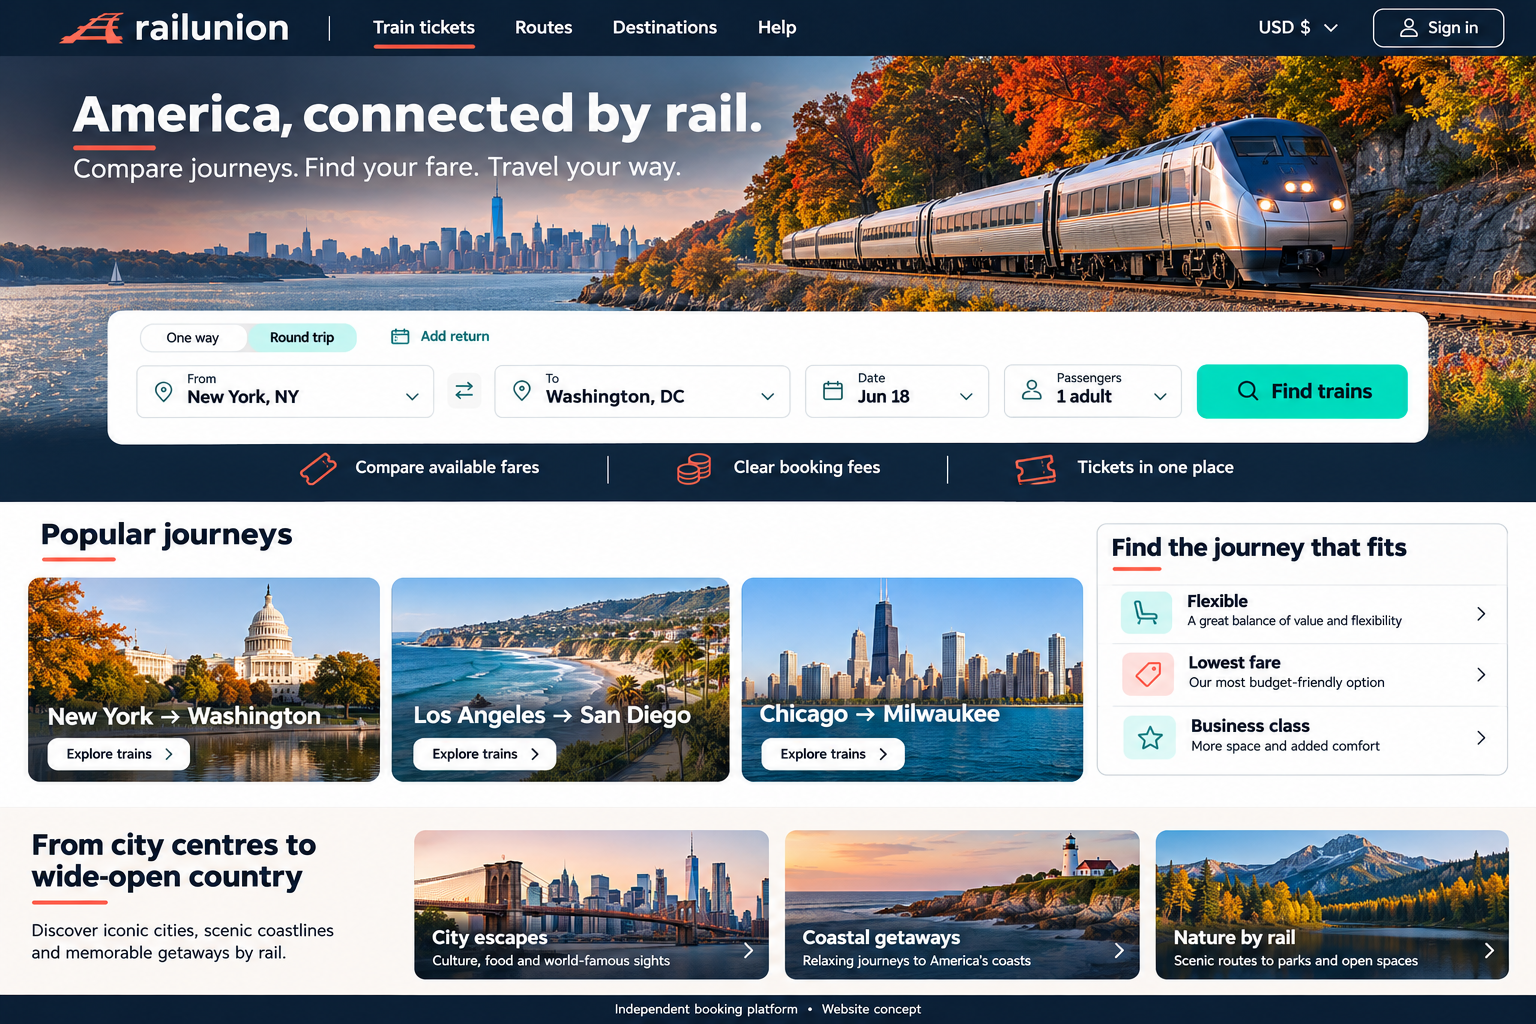 railunion
Train tickets
Routes
Destinations
Help
USD $
Sign in
America, connected by rail.
Compare journeys. Find your fare. Travel your way.
One way
Round trip
Add return
From
New York, NY
To
Washington, DC
Date
Jun 18
Passengers
1 adult
Find trains
Compare available fares
Clear booking fees
Tickets in one place
Popular journeys
New York → Washington
Explore trains
Los Angeles → San Diego
Explore trains
Chicago → Milwaukee
Explore trains
Find the journey that fits
Flexible
A great balance of value and flexibility
Lowest fare
Our most budget-friendly option
Business class
More space and added comfort
From city centres to
wide-open country
Discover iconic cities, scenic coastlines
and memorable getaways by rail.
City escapes
Culture, food and world-famous sights
Coastal getaways
Relaxing journeys to America's coasts
Nature by rail
Scenic routes to parks and open spaces
Independent booking platform • Website concept